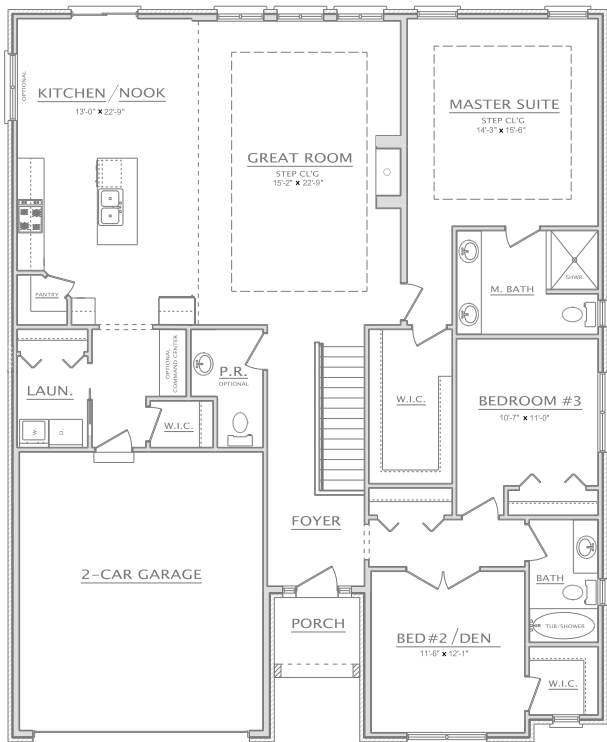 OPTIONAL
KITCHEN/NOOK
13'-0" x 22'-9"
GREAT ROOM
STEP CL'G
15'-2" x 22'-9"
MASTER SUITE
STEP CL'G
14'-3" x 15'-6"
SHWR.
M. BATH
PANTRY
OPTIONAL
COMMAND CENTER
P.R.
OPTIONAL
LAUN.
W.I.C.
W
D.
W.I.C.
BEDROOM #3
10'-7" x 11'-0"
FOYER
2-CAR GARAGE
BATH
TUB/SHOWER
PORCH
BED #2/DEN
11'-6" x 12'-1"
W.I.C.